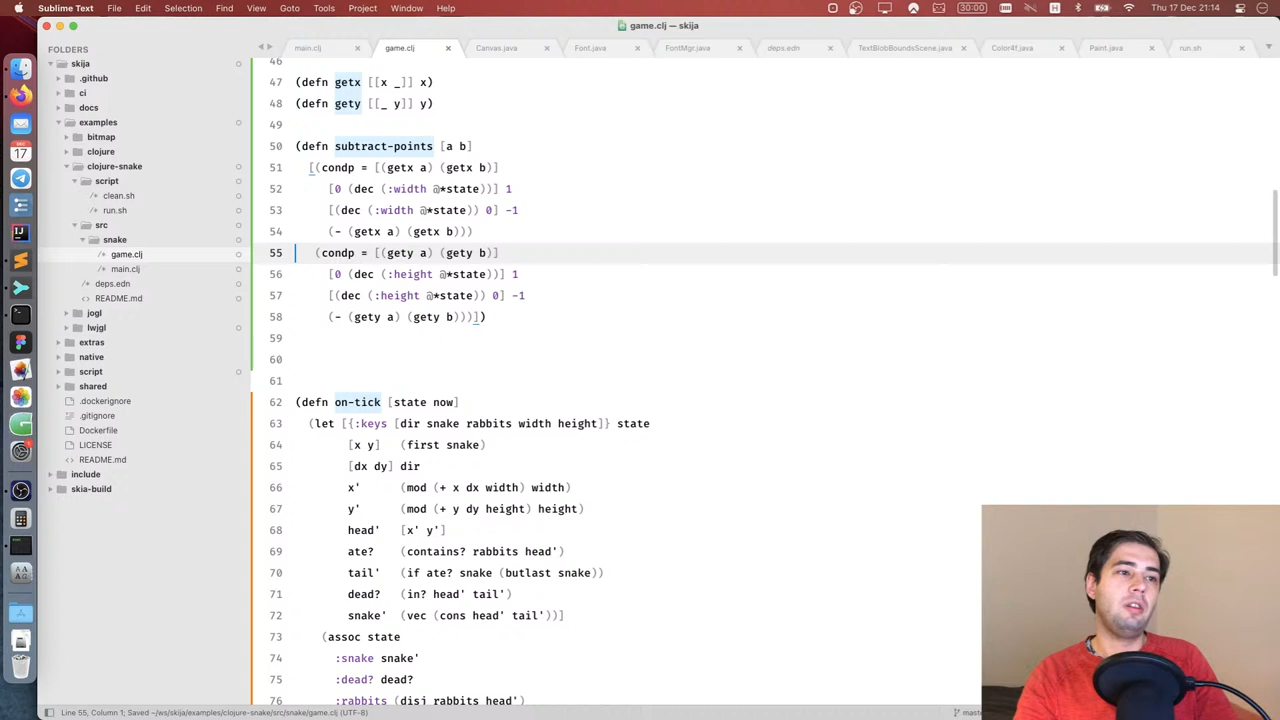 Sublime Text File Edit Selection Find View Goto Tools Project Window Help 30:00 Thu 17 Dec 21:14
game.clj — skija
FOLDERS
skija
.github
ci
docs
examples
bitmap
clojure
clojure-snake
script
clean.sh
run.sh
src
snake
game.clj
main.clj
deps.edn
README.md
jogl
lwjgl
extras
native
script
shared
.dockerignore
.gitignore
Dockerfile
LICENSE
README.md
include
skia-build
main.clj game.clj Canvas.java Font.java FontMgr.java deps.edn TextBlobBoundsScene.java Color4f.java Paint.java run.sh
46
47 (defn getx [[x _]] x)
48 (defn gety [[_ y]] y)
49
50 (defn subtract-points [a b]
51 [(condp = [(getx a) (getx b)]
52 [0 (dec (:width @*state))] 1
53 [(dec (:width @*state)) 0] -1
54 (- (getx a) (getx b)))
55 (condp = [(gety a) (gety b)]
56 [0 (dec (:height @*state))] 1
57 [(dec (:height @*state)) 0] -1
58 (- (gety a) (gety b)))])
59
60
61
62 (defn on-tick [state now]
63 (let [{:keys [dir snake rabbits width height]} state
64 [x y] (first snake)
65 [dx dy] dir
66 x' (mod (+ x dx width) width)
67 y' (mod (+ y dy height) height)
68 head' [x' y']
69 ate? (contains? rabbits head')
70 tail' (if ate? snake (butlast snake))
71 dead? (in? head' tail')
72 snake' (vec (cons head' tail'))]
73 (assoc state
74 :snake snake'
75 :dead? dead?
76 :rabbits (disj rabbits head')
Line 55, Column 1; Saved ~/ws/skija/examples/clojure-snake/src/snake/game.clj (UTF-8)
DEC
17